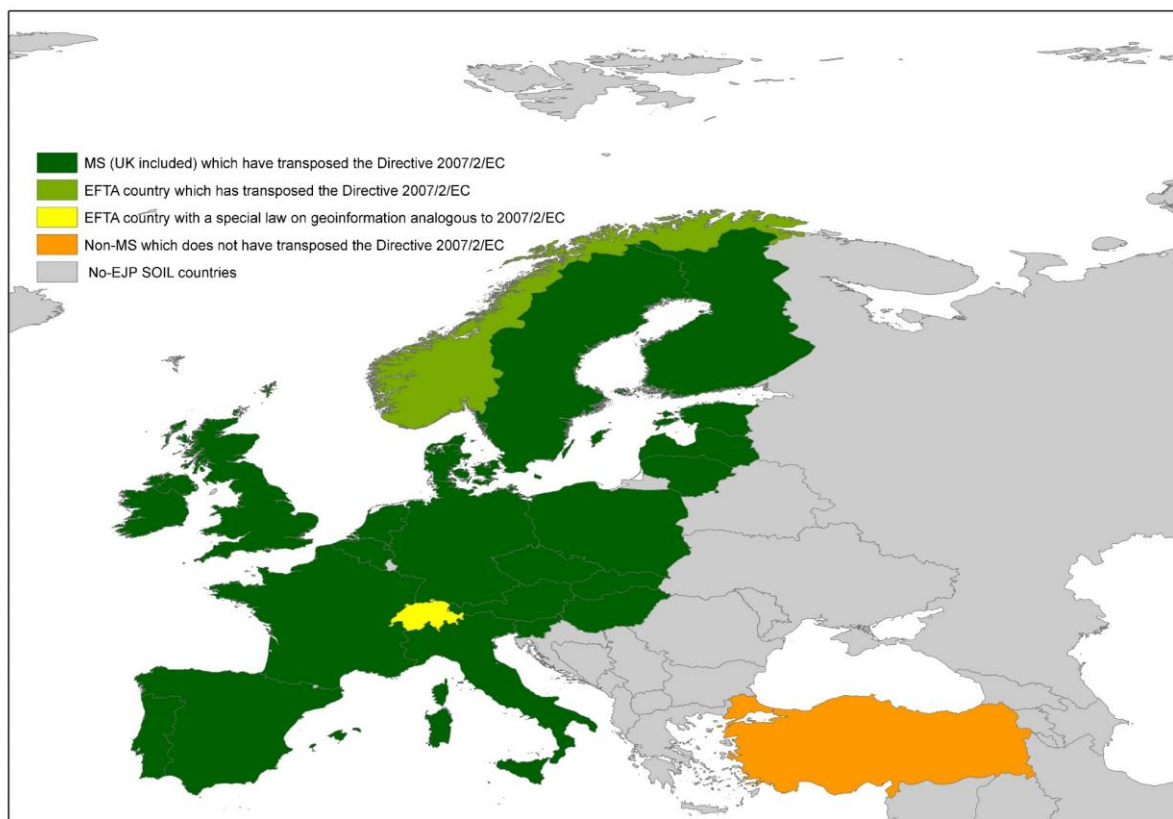 MS (UK included) which have transposed the Directive 2007/2/EC
EFTA country which has transposed the Directive 2007/2/EC
EFTA country with a special law on geoinformation analogous to 2007/2/EC
Non-MS which does not have transposed the Directive 2007/2/EC
No-EJP SOIL countries